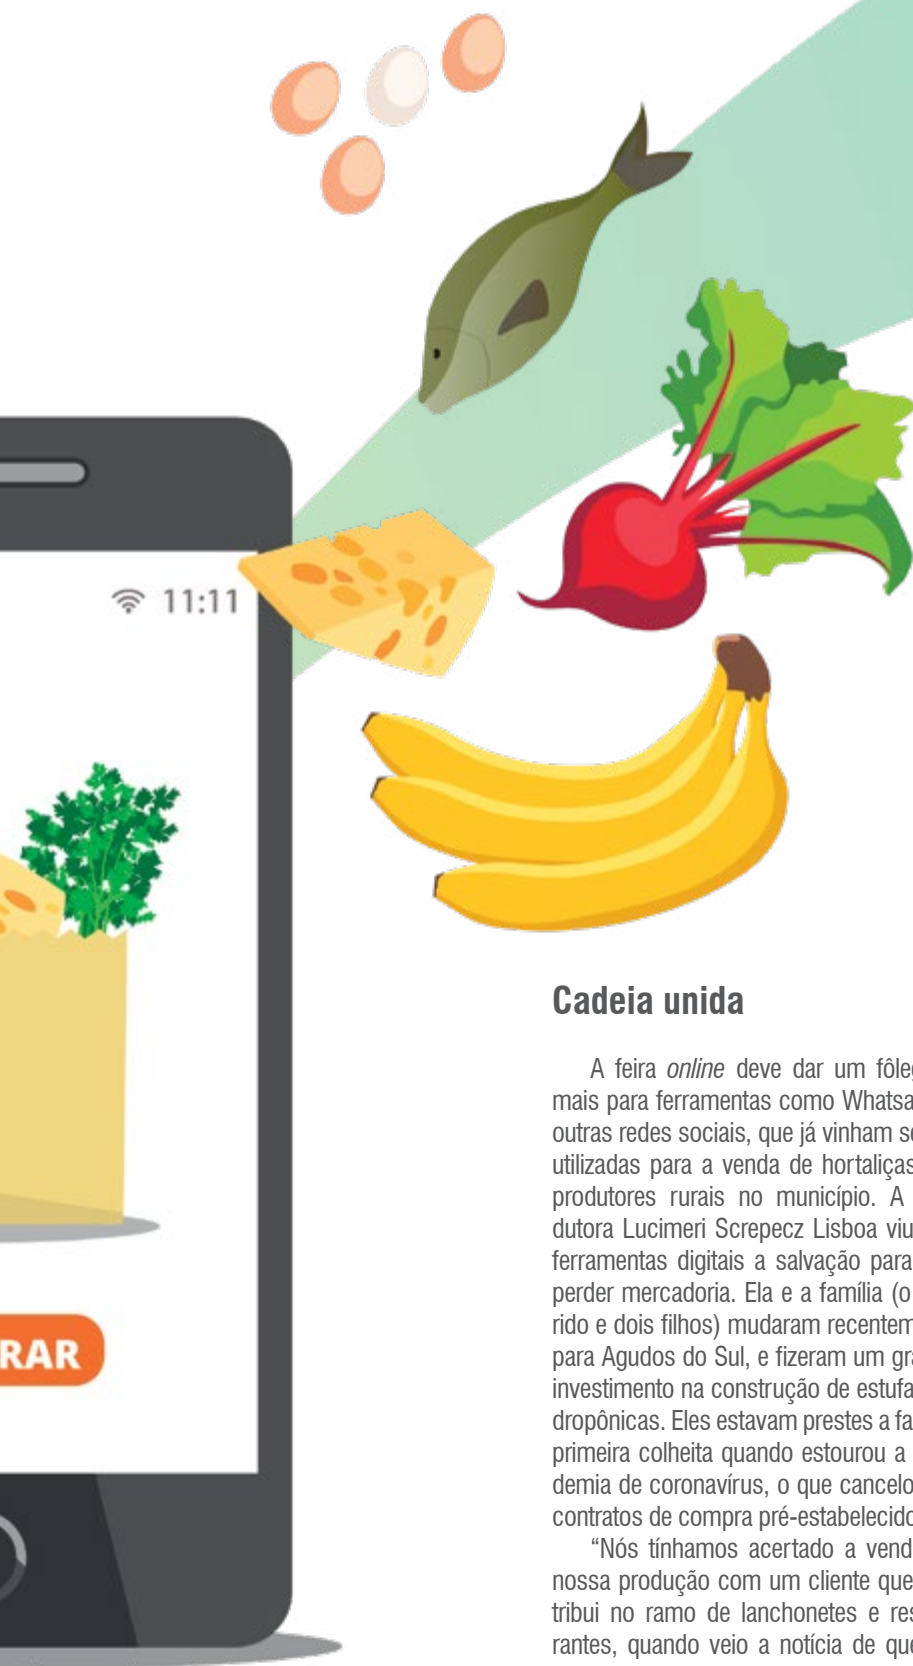 11:11
RAR
Cadeia unida
A feira online deve dar um fôleg
mais para ferramentas como Whatsa
outras redes sociais, que já vinham se
utilizadas para a venda de hortaliças
produtores rurais no município. A
dutora Lucimeri Screpecz Lisboa viu
ferramentas digitais a salvação para
perder mercadoria. Ela e a família (o
rido e dois filhos) mudaram recentem
para Agudos do Sul, e fizeram um gra
investimento na construção de estufa
dropônicas. Eles estavam prestes a fa
primeira colheita quando estourou a
demia de coronavírus, o que cancelo
contratos de compra pré-estabelecido
“Nós tínhamos acertado a vend
nossa produção com um cliente que
tribui no ramo de lanchonetes e res
rantes, quando veio a notícia de que